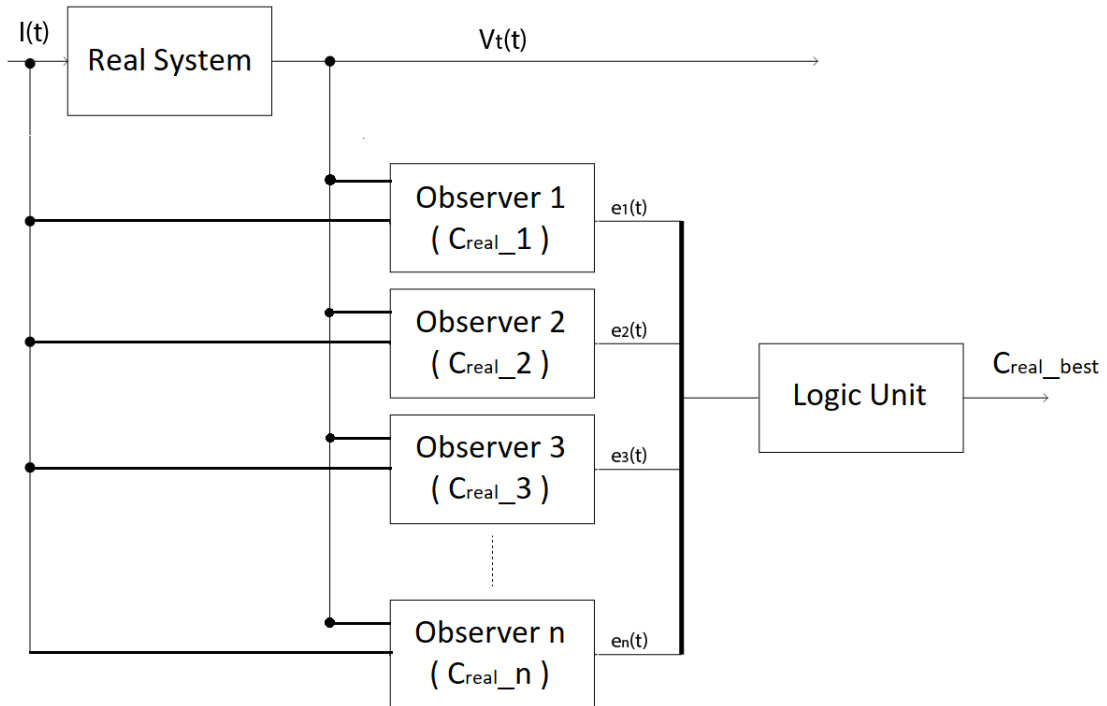 I(t)
Real System
Vt(t)
Observer 1
( Creal_1 )
e1(t)
Observer 2
( Creal_2 )
e2(t)
Observer 3
( Creal_3 )
e3(t)
Logic Unit
Creal_best
Observer n
( Creal_n )
en(t)